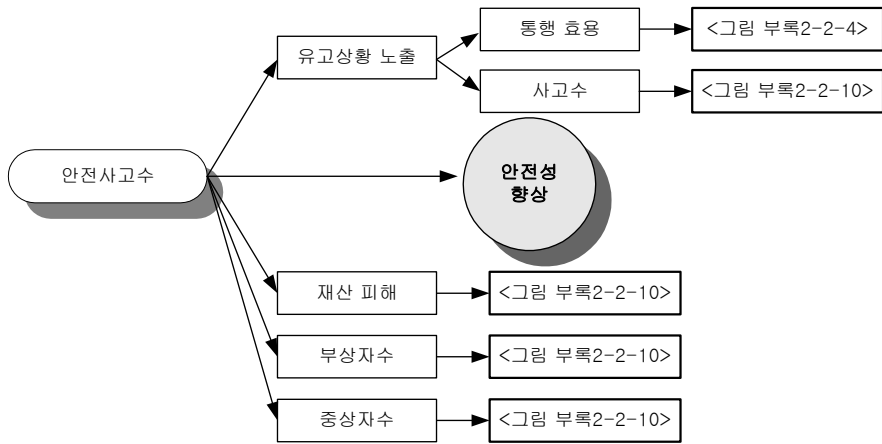 통행 효용
<그림 부록2-2-4>
유고상황 노출
사고수
<그림 부록2-2-10>
안전사고수
안전성
향상
재산 피해
<그림 부록2-2-10>
부상자수
<그림 부록2-2-10>
중상자수
<그림 부록2-2-10>